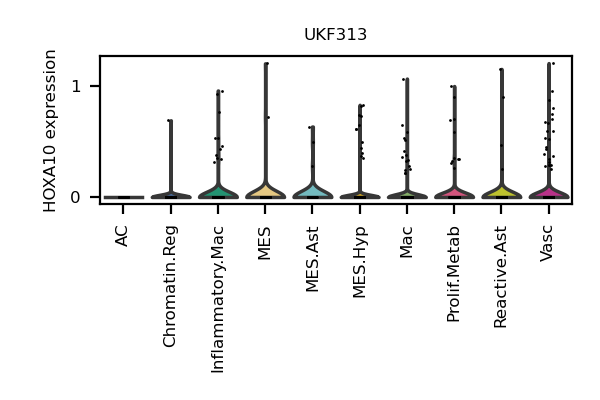 UKF313
HOXA10 expression
1
0
AC
Chromatin.Reg
Inflammatory.Mac
MES
MES.Ast
MES.Hyp
Mac
Prolif.Metab
Reactive.Ast
Vasc